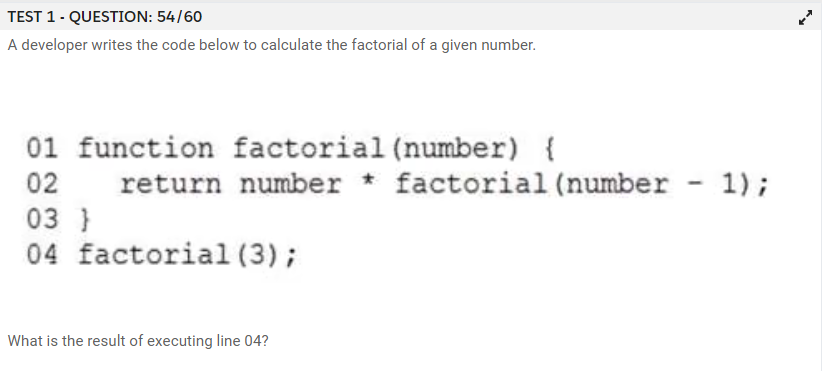 TEST 1 - QUESTION: 54/60
A developer writes the code below to calculate the factorial of a given number.
01 function factorial(number) {
02   return number * factorial(number - 1);
03 }
04 factorial(3);
What is the result of executing line 04?